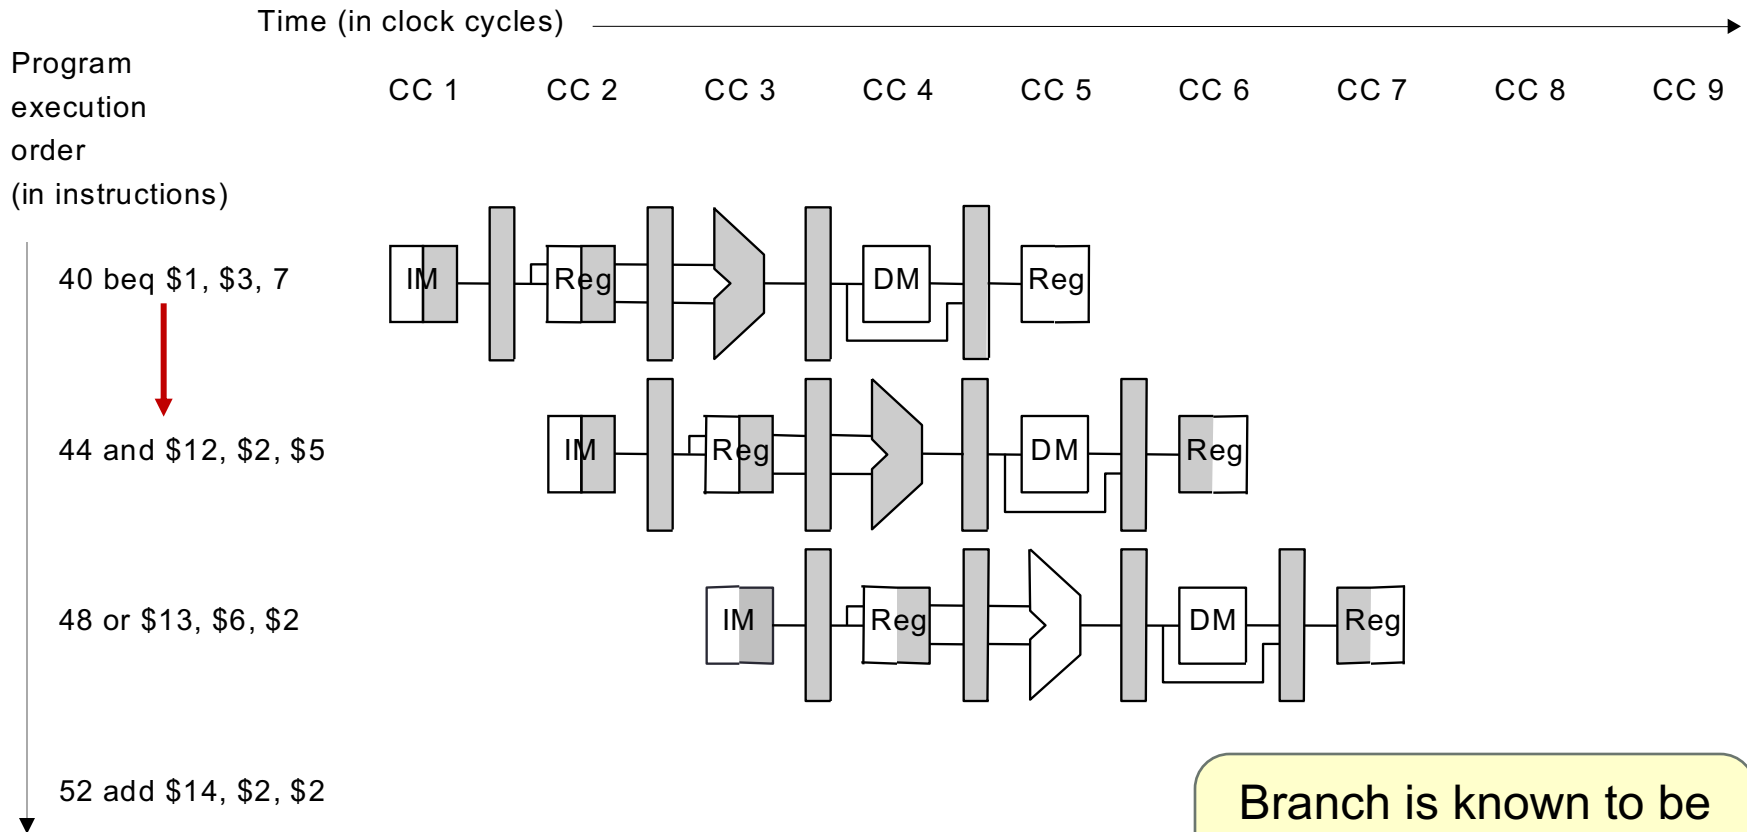 Time (in clock cycles)
Program
execution
order
(in instructions)
CC 1 CC 2 CC 3 CC 4 CC 5 CC 6 CC 7 CC 8 CC 9
40 beq $1, $3, 7
IM Reg DM Reg
44 and $12, $2, $5
IM Reg DM Reg
48 or $13, $6, $2
IM Reg DM Reg
52 add $14, $2, $2
Branch is known to be